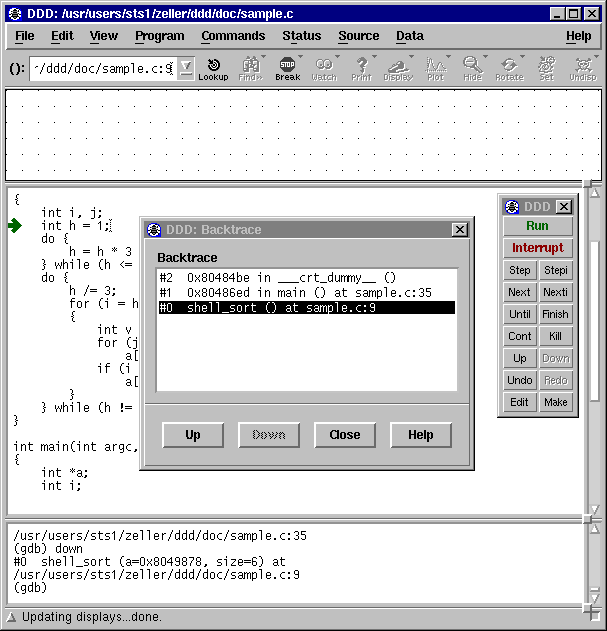 DDD: /usr/users/sts1/zeller/ddd/doc/sample.c
File Edit View Program Commands Status Source Data Help
(): ~/ddd/doc/sample.c:9 Lookup Find» Break Watch Print Display Plot Hide Rotate Set Undisp
{
int i, j;
int h = 1;
do {
h = h * 3
} while (h <=
do {
h /= 3;
for (i = h
{
int v
for (j
a[
if (i
a[
}
} while (h !=
}
int main(int argc,
{
int *a;
int i;
DDD: Backtrace
Backtrace
#2 0x80484be in ___crt_dummy__ ()
#1 0x80486ed in main () at sample.c:35
#0 shell_sort () at sample.c:9
Up Down Close Help
DDD
Run
Interrupt
Step Stepi
Next Nexti
Until Finish
Cont Kill
Up Down
Undo Redo
Edit Make
/usr/users/sts1/zeller/ddd/doc/sample.c:35
(gdb) down
#0 shell_sort (a=0x8049878, size=6) at
/usr/users/sts1/zeller/ddd/doc/sample.c:9
(gdb)
Updating displays...done.